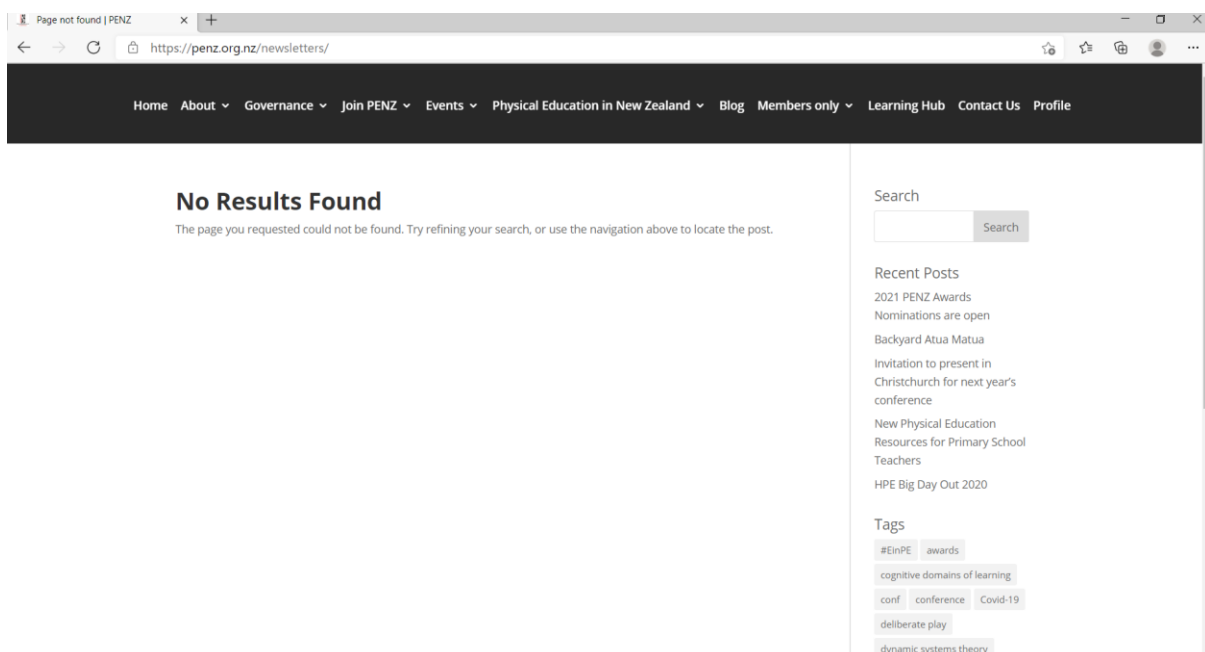 Page not found | PENZ
https://penz.org.nz/newsletters/
Home About Governance Join PENZ Events Physical Education in New Zealand Blog Members only Learning Hub Contact Us Profile
No Results Found
The page you requested could not be found. Try refining your search, or use the navigation above to locate the post.
Search
Search
Recent Posts
2021 PENZ Awards
Nominations are open
Backyard Atua Matua
Invitation to present in
Christchurch for next year's
conference
New Physical Education
Resources for Primary School
Teachers
HPE Big Day Out 2020
Tags
#EinPE awards
cognitive domains of learning
conf conference Covid-19
deliberate play
dynamic systems theory